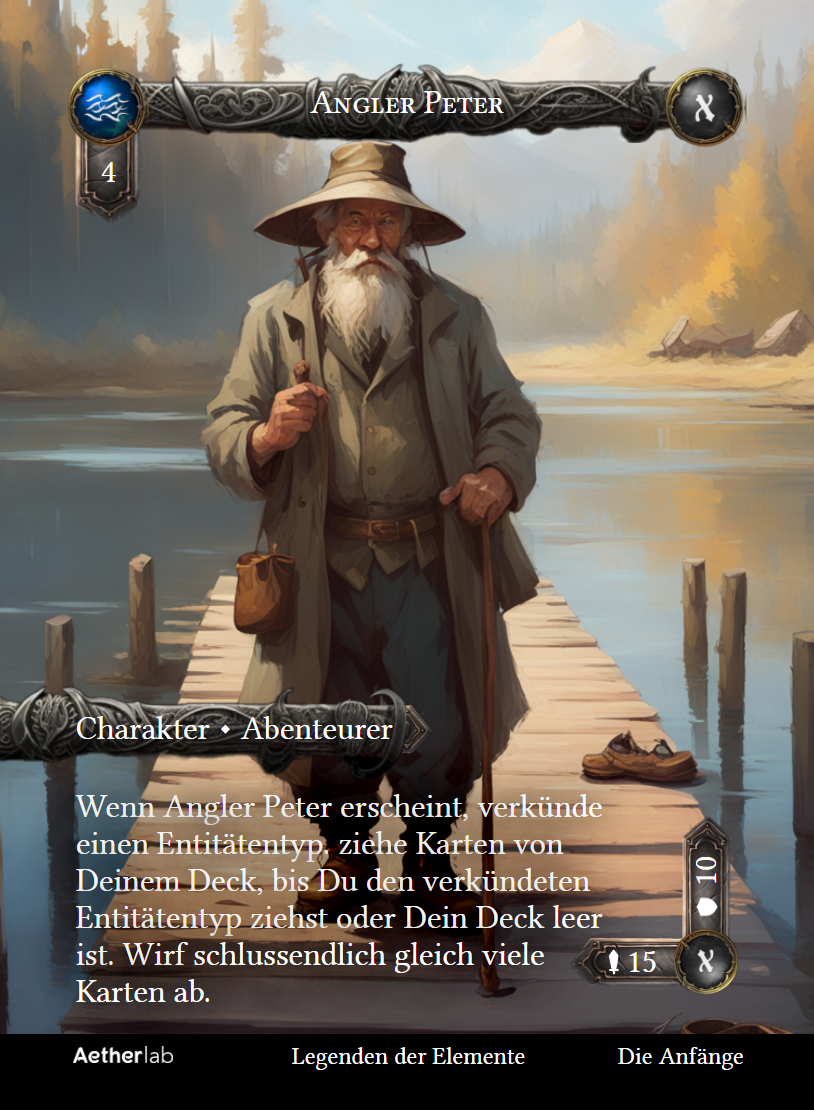 Angler Peter
4
Charakter • Abenteurer
Wenn Angler Peter erscheint, verkünde
einen Entitätentyp, ziehe Karten von
Deinem Deck, bis Du den verkündeten
Entitätentyp ziehst oder Dein Deck leer
ist. Wirf schlussendlich gleich viele
Karten ab.
10
15
Aetherlab Legenden der Elemente Die Anfänge